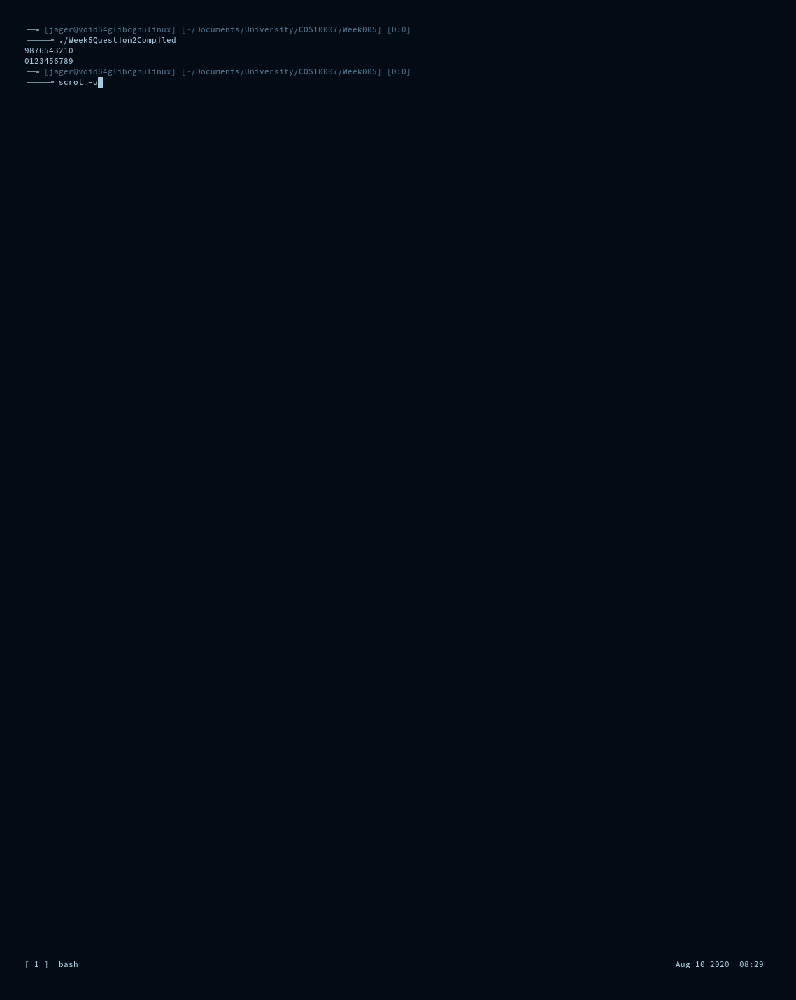 [jager@void64glibcgnulinux] [~/Documents/University/COS10007/Week005] [0:0]
./Week5Question2Compiled
9876543210
0123456789
[jager@void64glibcgnulinux] [~/Documents/University/COS10007/Week005] [0:0]
scrot -u
[ 1 ]  bash
Aug 10 2020  08:29